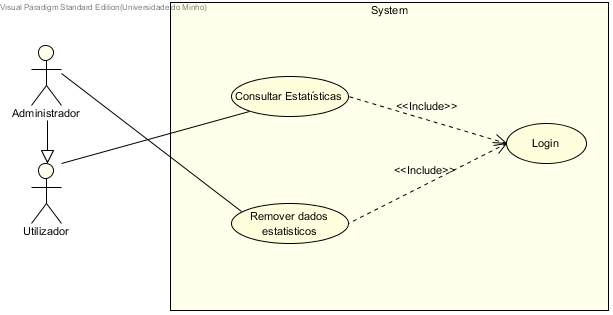 Visual Paradigm Standard Edition(Universidade do Minho)
System
Administrador
Consultar Estatísticas
<<Include>>
Login
<<Include>>
Remover dados
estatisticos
Utilizador